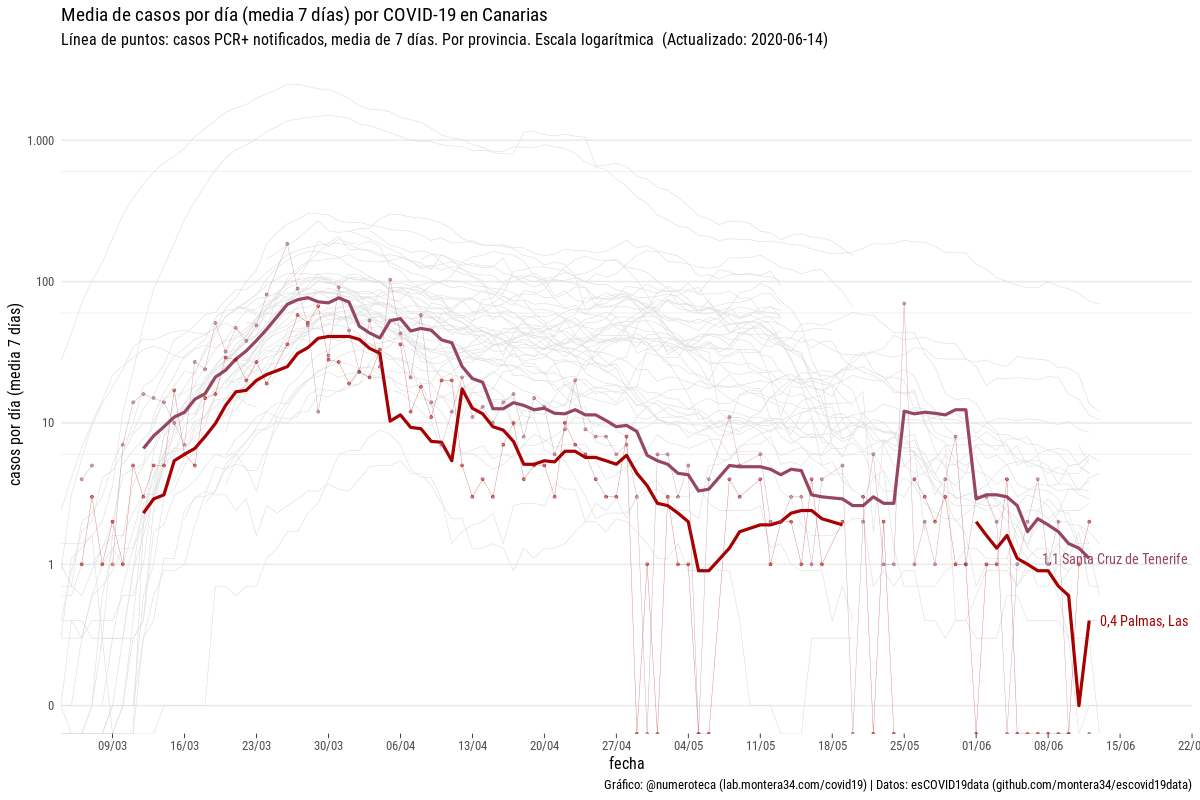 Media de casos por día (media 7 días) por COVID-19 en Canarias
Línea de puntos: casos PCR+ notificados, media de 7 días. Por provincia. Escala logarítmica (Actualizado: 2020-06-14)
casos por día (media 7 días)
1.000
100
10
1
0
1,1 Santa Cruz de Tenerife
0,4 Palmas, Las
09/03 16/03 23/03 30/03 06/04 13/04 20/04 27/04 04/05 11/05 18/05 25/05 01/06 08/06 15/06 22/0
fecha
Gráfico: @numeroteca (lab.montera34.com/covid19) | Datos: esCOVID19data (github.com/montera34/escovid19data)